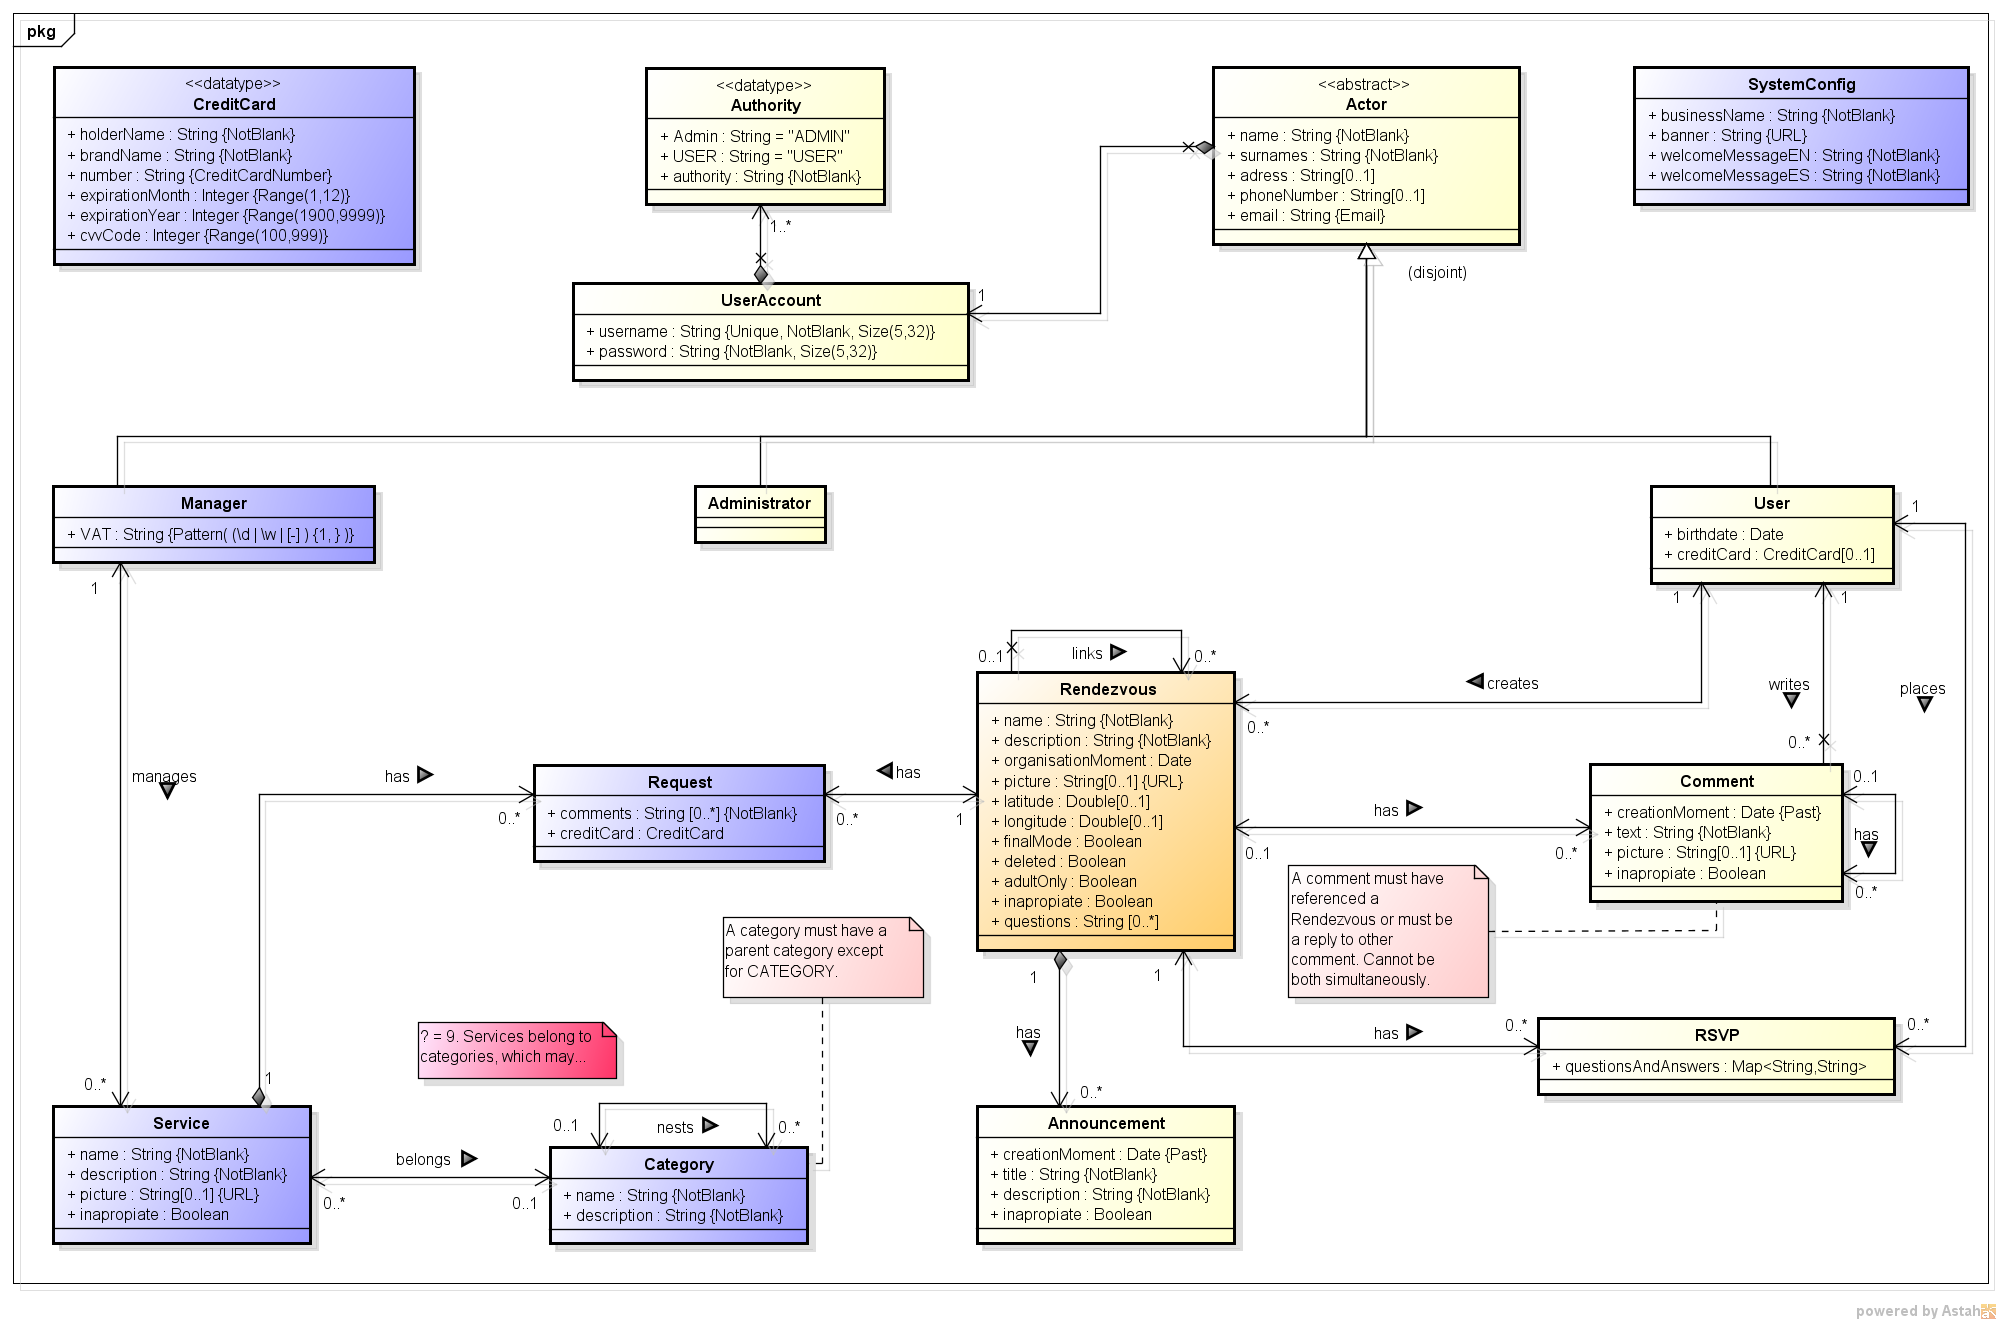 pkg
<<datatype>>
CreditCard
+ holderName : String {NotBlank}
+ brandName : String {NotBlank}
+ number : String {CreditCardNumber}
+ expirationMonth : Integer {Range(1,12)}
+ expirationYear : Integer {Range(1900,9999)}
+ cvvCode : Integer {Range(100,999)}
<<datatype>>
Authority
+ Admin : String = "ADMIN"
+ USER : String = "USER"
+ authority : String {NotBlank}
<<abstract>>
Actor
+ name : String {NotBlank}
+ surnames : String {NotBlank}
+ adress : String[0..1]
+ phoneNumber : String[0..1]
+ email : String {Email}
SystemConfig
+ businessName : String {NotBlank}
+ banner : String {URL}
+ welcomeMessageEN : String {NotBlank}
+ welcomeMessageES : String {NotBlank}
1..*
(disjoint)
UserAccount
+ username : String {Unique, NotBlank, Size(5,32)}
+ password : String {NotBlank, Size(5,32)}
1
Manager
+ VAT : String {Pattern( (\d | \w | [-] ) {1, } )}
Administrator
User
+ birthdate : Date
+ creditCard : CreditCard[0..1]
1
1
1
1
0..1
links
0..*
creates
0..*
writes
0..*
places
manages
has
0..*
Request
+ comments : String [0..*] {NotBlank}
+ creditCard : CreditCard
has
0..*
1
Rendezvous
+ name : String {NotBlank}
+ description : String {NotBlank}
+ organisationMoment : Date
+ picture : String[0..1] {URL}
+ latitude : Double[0..1]
+ longitude : Double[0..1]
+ finalMode : Boolean
+ deleted : Boolean
+ adultOnly : Boolean
+ inapropiate : Boolean
+ questions : String [0..*]
has
0..1
0..*
Comment
+ creationMoment : Date {Past}
+ text : String {NotBlank}
+ picture : String[0..1] {URL}
+ inapropiate : Boolean
0..1
has
0..*
A comment must have
referenced a
Rendezvous or must be
a reply to other
comment. Cannot be
both simultaneously.
A category must have a
parent category except
for CATEGORY.
? = 9. Services belong to
categories, which may...
1
has
0..*
1
has
0..*
RSVP
+ questionsAndAnswers : Map<String,String>
0..*
0..*
1
Service
+ name : String {NotBlank}
+ description : String {NotBlank}
+ picture : String[0..1] {URL}
+ inapropiate : Boolean
belongs
0..*
0..1
0..1
nests
0..*
Category
+ name : String {NotBlank}
+ description : String {NotBlank}
Announcement
+ creationMoment : Date {Past}
+ title : String {NotBlank}
+ description : String {NotBlank}
+ inapropiate : Boolean
powered by Astah